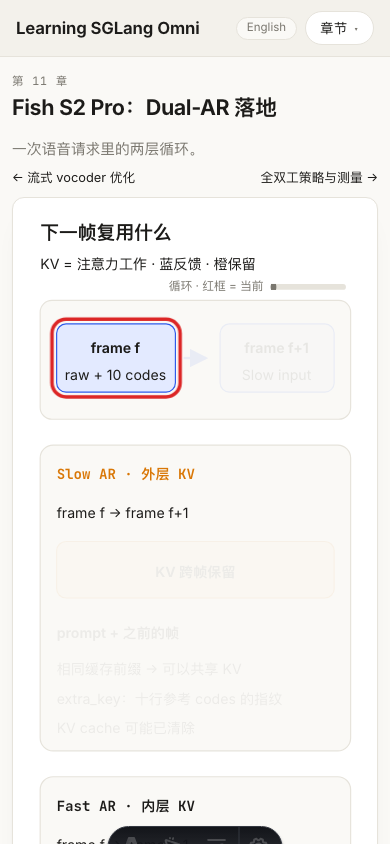 Learning SGLang Omni
English
章节
第 11 章
Fish S2 Pro：Dual-AR 落地
一次语音请求里的两层循环。
← 流式 vocoder 优化
全双工策略与测量 →
下一帧复用什么
KV = 注意力工作 · 蓝反馈 · 橙保留
循环 · 红框 = 当前
frame f
raw + 10 codes
frame f+1
Slow input
Slow AR · 外层 KV
frame f → frame f+1
KV 跨帧保留
prompt + 之前的帧
相同缓存前缀 → 可以共享 KV
extra_key：十行参考 codes 的指纹
KV cache 可能已清除
Fast AR · 内层 KV